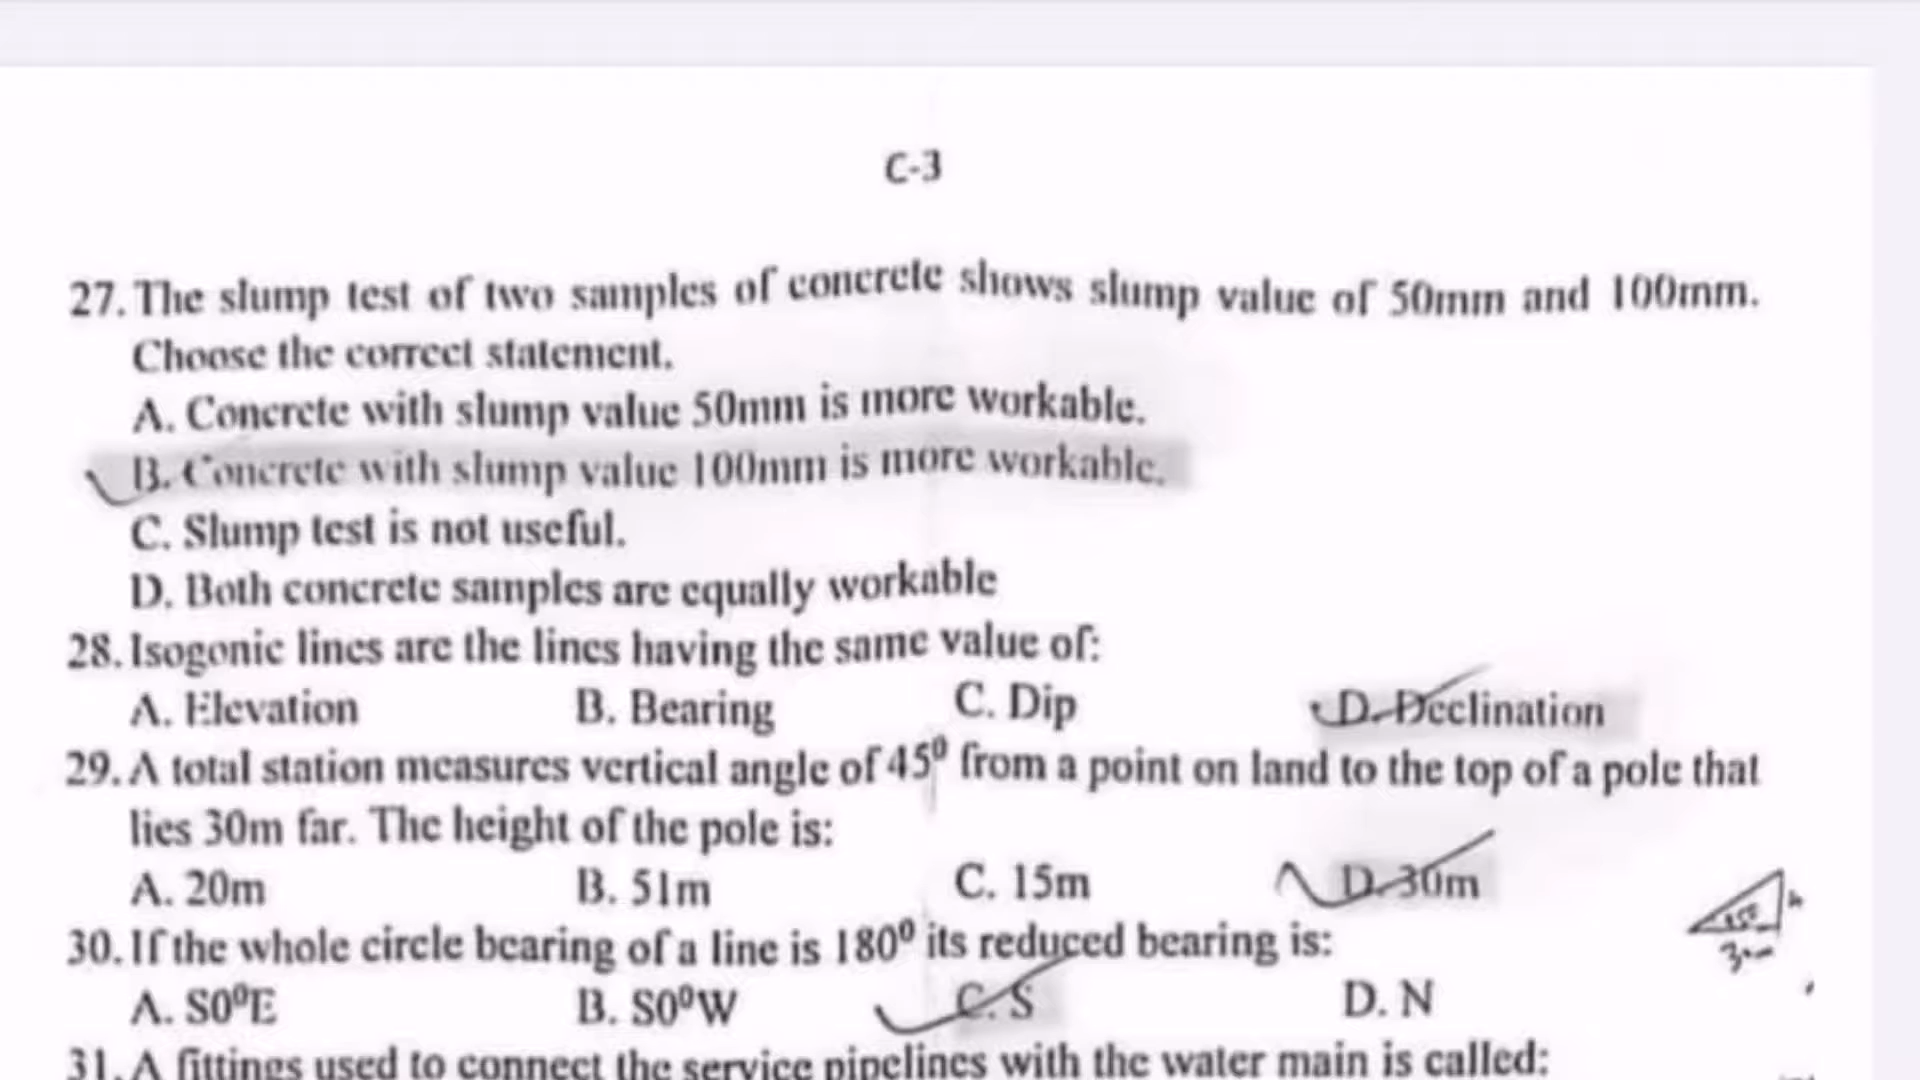 C-3
27. The slump test of two samples of concrete shows slump value of 50mm and 100mm.
Choose the correct statement.
A. Concrete with slump value 50mm is more workable.
B. Concrete with slump value 100mm is more workable.
C. Slump test is not useful.
D. Both concrete samples are equally workable
28. Isogonic lines are the lines having the same value of:
A. Elevation B. Bearing C. Dip D. Declination
29. A total station measures vertical angle of 45⁰ from a point on land to the top of a pole that
lies 30m far. The height of the pole is:
A. 20m B. 51m C. 15m D. 30m
30. If the whole circle bearing of a line is 180⁰ its reduced bearing is:
A. S0⁰E B. S0⁰W C. S D. N
31. A fittings used to connect the service pipelines with the water main is called: